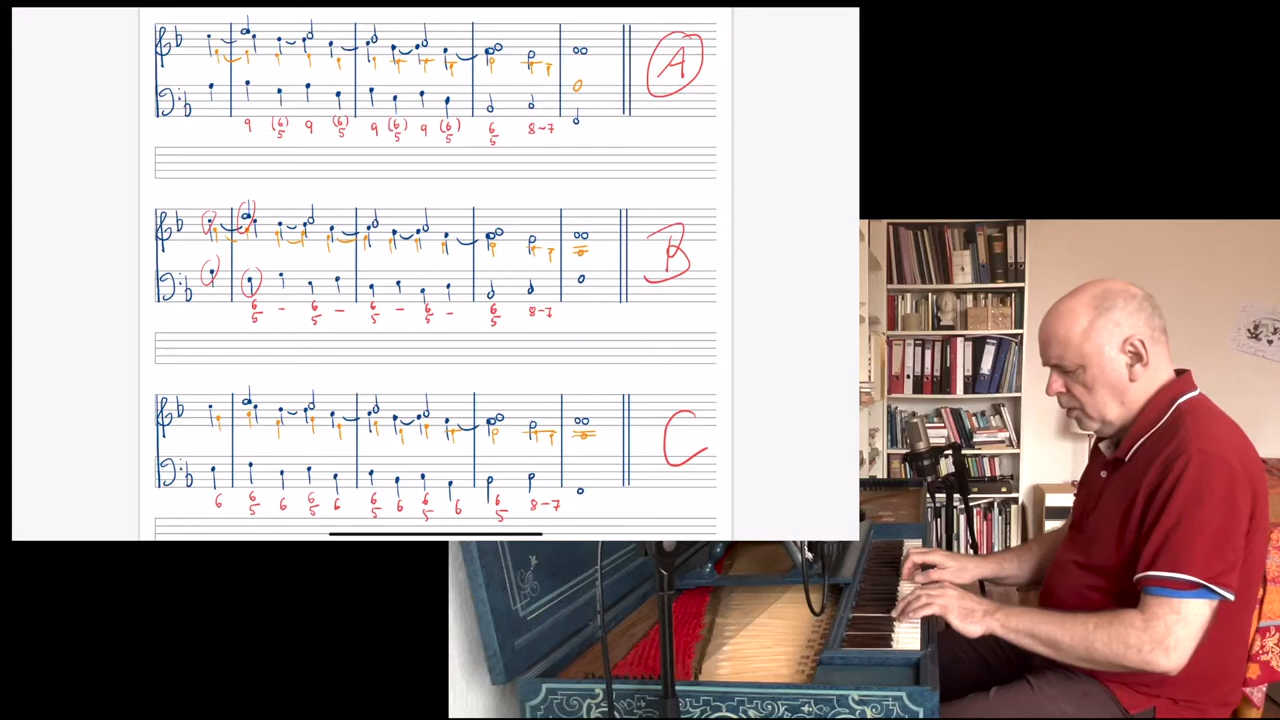 A
9 (6/5) 9 (6/5) 9 (6/5) 9 (6/5) 6/5 8-7
B
6/5 - 6/5 - 6/5 - 6/5 - 6/5 8-7
C
6 6/5 6 6/5 6 6/5 6 6/5 6 6/5 8-7